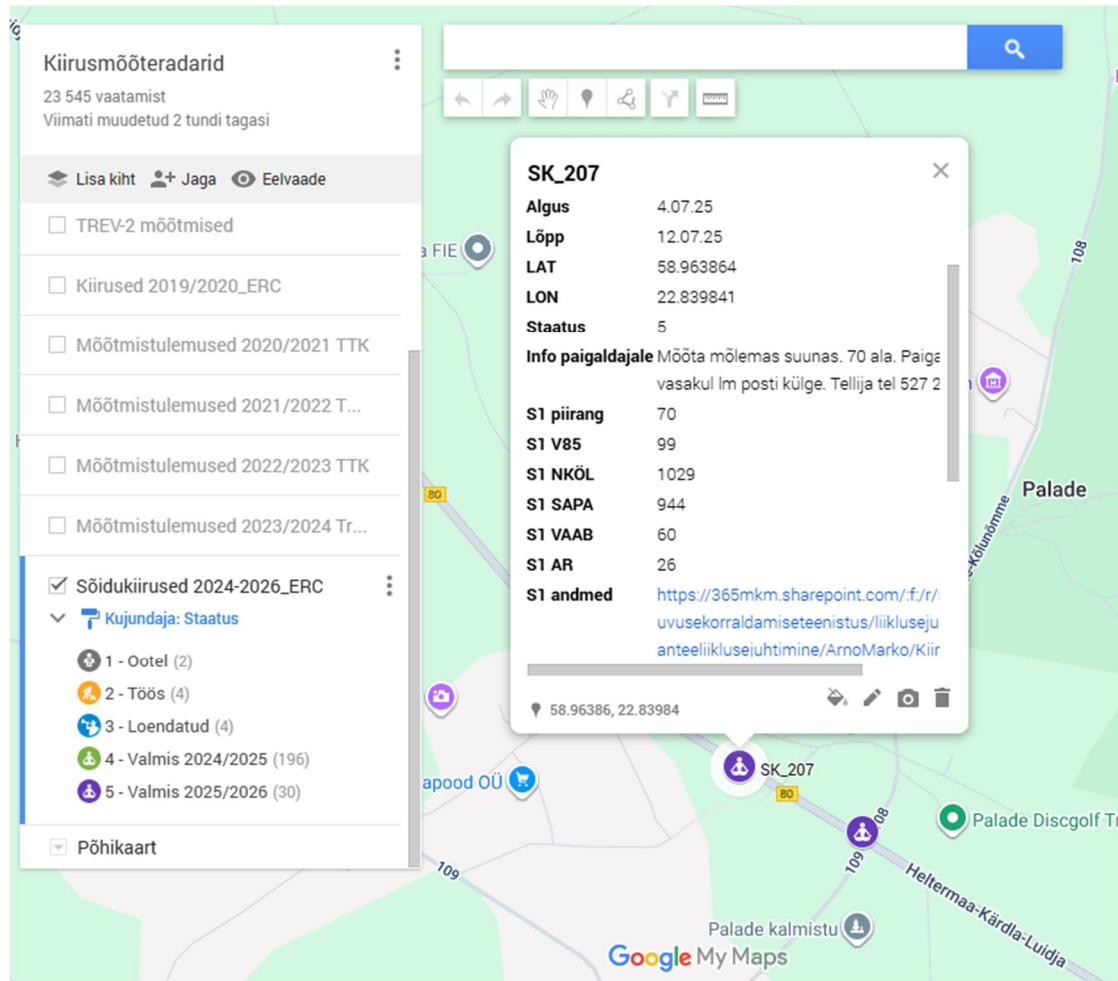 Kiirusmõõteradarid
23 545 vaatamist
Viimati muudetud 2 tundi tagasi
Lisa kiht
Jaga
Eelvaade
TREV-2 mõõtmised
Kiirused 2019/2020_ERC
Mõõtmistulemused 2020/2021 TTK
Mõõtmistulemused 2021/2022 T...
Mõõtmistulemused 2022/2023 TTK
Mõõtmistulemused 2023/2024 Tr...
Sõidukiirused 2024-2026_ERC
Kujundaja: Staatus
1 - Ootel (2)
2 - Töös (4)
3 - Loendatud (4)
4 - Valmis 2024/2025 (196)
5 - Valmis 2025/2026 (30)
Põhikaart
SK_207
Algus 4.07.25
Lõpp 12.07.25
LAT 58.963864
LON 22.839841
Staatus 5
Info paigaldajale Mõõta mõlemas suunas. 70 ala. Paiga
vasakul lm posti külge. Tellija tel 527 2
S1 piirang 70
S1 V85 99
S1 NKÖL 1029
S1 SAPA 944
S1 VAAB 60
S1 AR 26
S1 andmed https://365mkm.sharepoint.com/:f:/r/
uvusekorraldamiseteenistus/liikluseju
anteeliiklusejuhtimine/ArnoMarko/Kiir
58.96386, 22.83984
a FIE
80
108
Palade
-Kõlunõmme
SK_207
80
apood OÜ
108
Palade Discgolf Tr
109
109
Heltermaa-Kärdla-Luidja
Palade kalmistu
Google My Maps